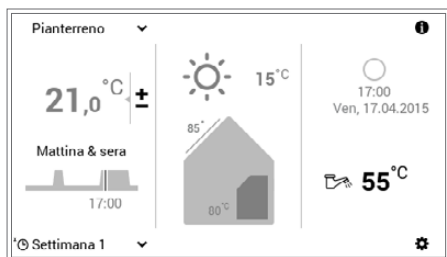 Pianterreno
21,0°C ±
Mattina & sera
17:00
Settimana 1
15°C
85°
80°C
17:00
Ven, 17.04.2015
55°C